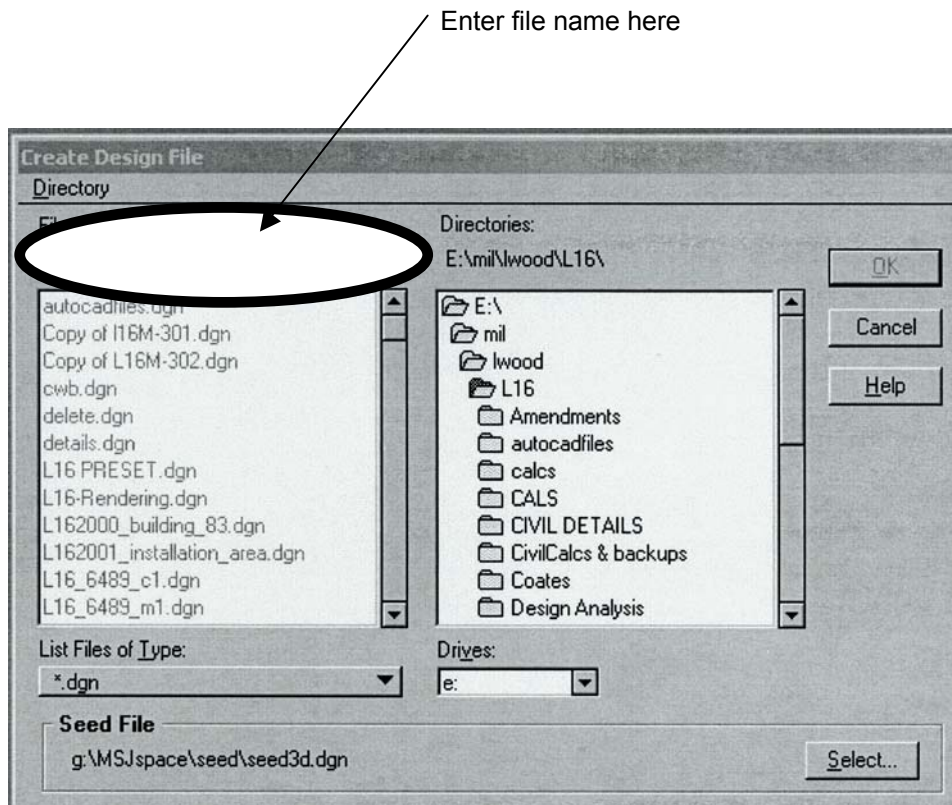 Enter file name here
Create Design File
Directory
Directories:
E:\mil\lwood\L16\
OK
Cancel
Help
autocadfiles.dgn
Copy of l16M-301.dgn
Copy of L16M-302.dgn
cwb.dgn
delete.dgn
details.dgn
L16 PRESET.dgn
L16-Rendering.dgn
L162000_building_83.dgn
L162001_installation_area.dgn
L16_6489_c1.dgn
L16_6489_m1.dgn
E:\
mil
lwood
L16
Amendments
autocadfiles
calcs
CALS
CIVIL DETAILS
CivilCalcs & backups
Coates
Design Analysis
List Files of Type:
*.dgn
Drives:
e:
Seed File
g:\MSJspace\seed\seed3d.dgn
Select...